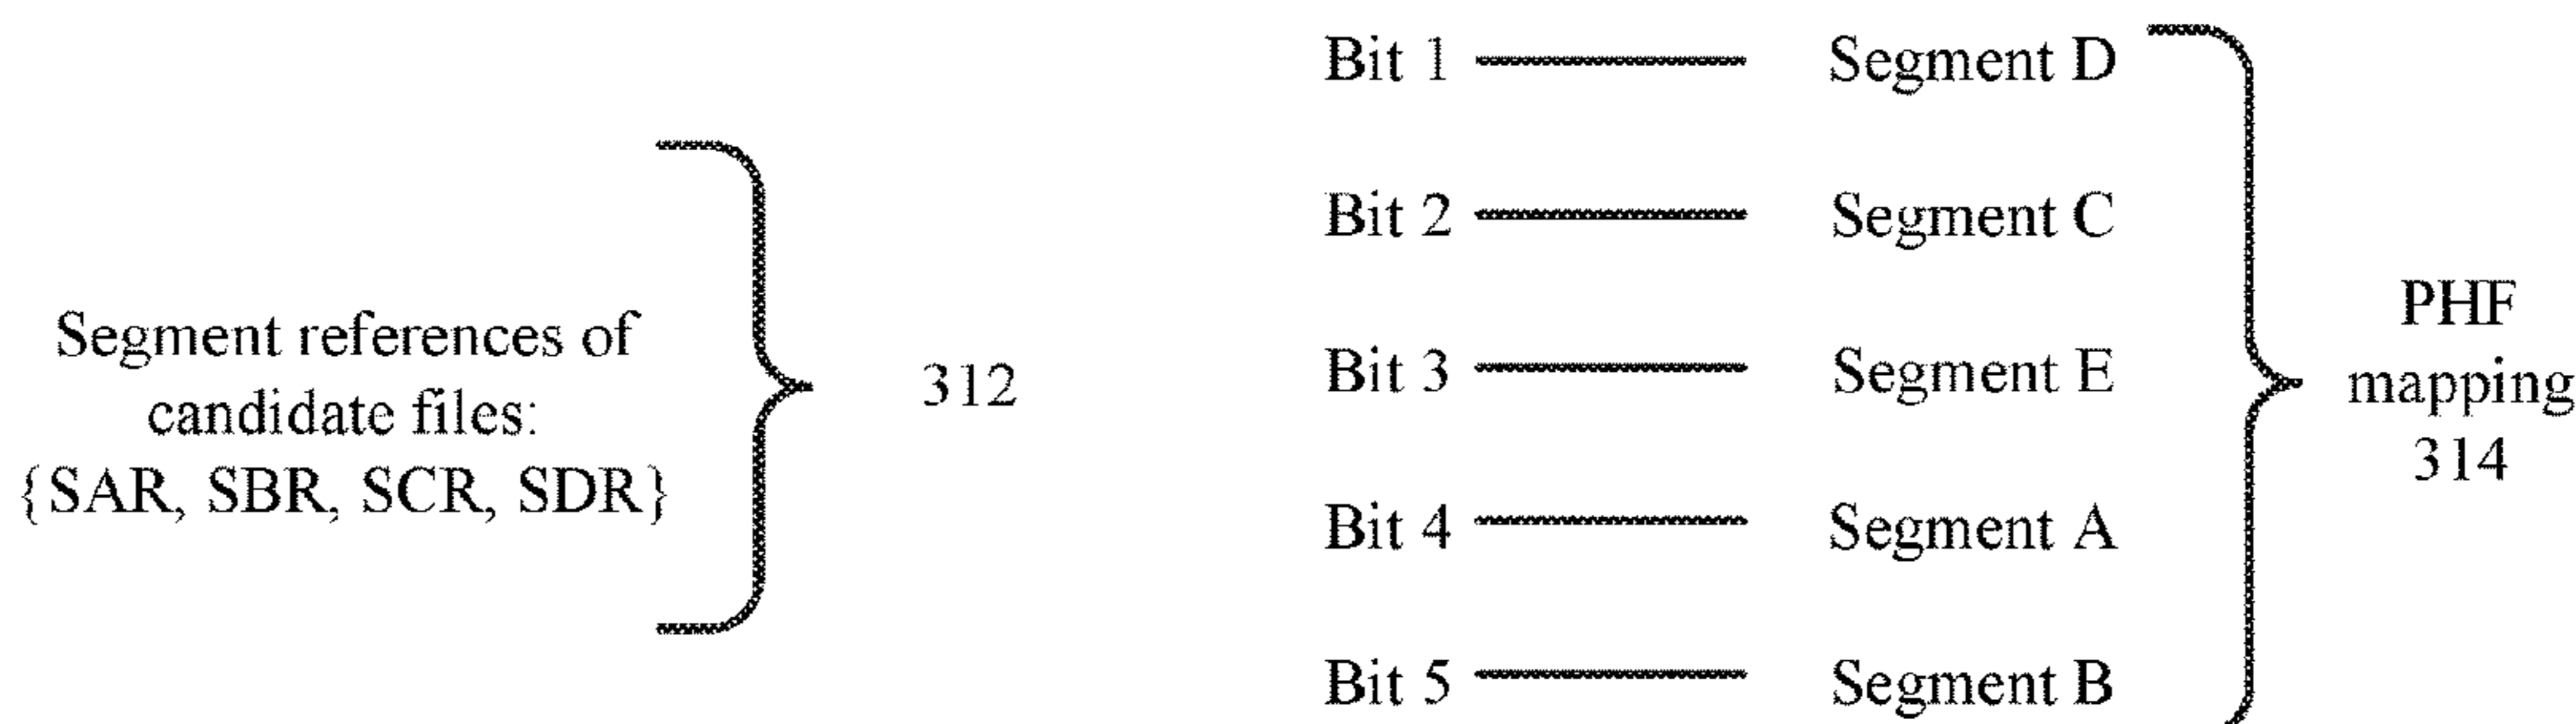 Segment references of
candidate files:
{SAR, SBR, SCR, SDR}
312
Bit 1 Segment D
Bit 2 Segment C
Bit 3 Segment E
Bit 4 Segment A
Bit 5 Segment B
PHF
mapping
314